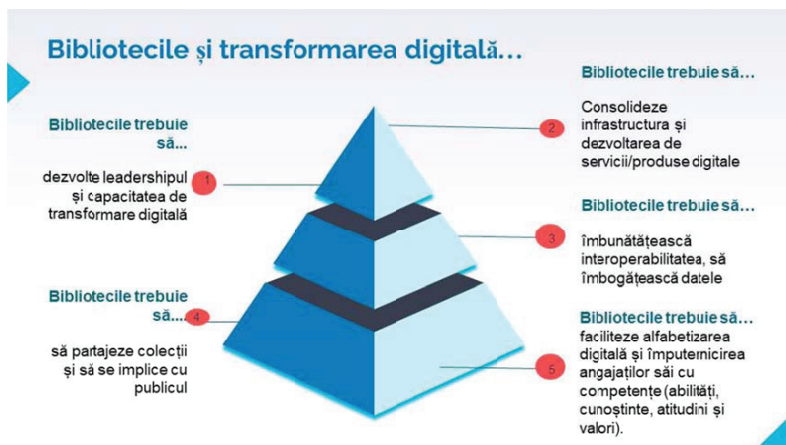 Bibliotecile și transformarea digitală...
Bibliotecile trebuie
să...
1
dezvolte leadershipul
și capacitatea de
transformare digitală
Bibliotecile trebuie să...
2
Consolideze
infrastructura și
dezvoltarea de
servicii/produse digitale
Bibliotecile trebuie să...
3
îmbunătățească
interoperabilitatea, să
îmbogățească datele
Bibliotecile trebuie
să....
4
să partajeze colecții
și să se implice cu
publicul
Bibliotecile trebuie să...
5
faciliteze alfabetizarea
digitală și împuternicirea
angajaților săi cu
competențe (abilități,
cunoștinte, atitudini și
valori).